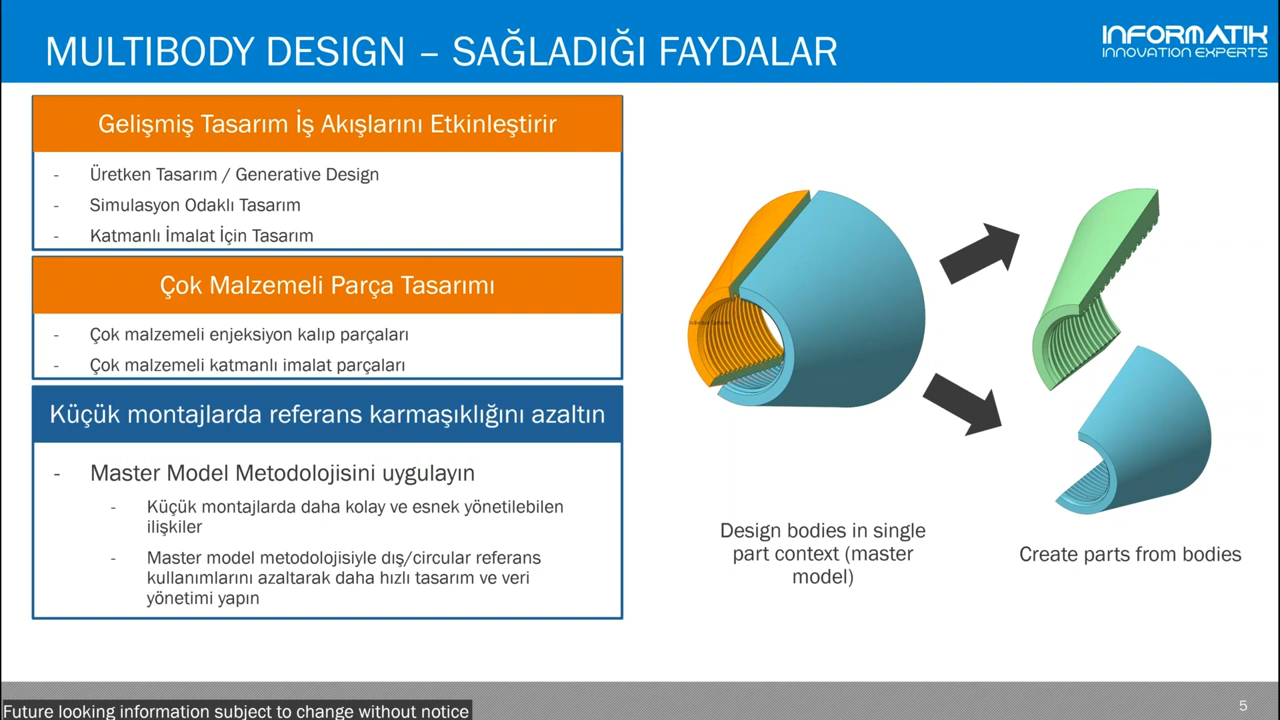 MULTIBODY DESIGN – SAĞLADIĞI FAYDALAR
INFORMATIK
INNOVATION EXPERTS
Gelişmiş Tasarım İş Akışlarını Etkinleştirir
- Üretken Tasarım / Generative Design
- Simulasyon Odaklı Tasarım
- Katmanlı İmalat İçin Tasarım
Çok Malzemeli Parça Tasarımı
- Çok malzemeli enjeksiyon kalıp parçaları
- Çok malzemeli katmanlı imalat parçaları
Küçük montajlarda referans karmaşıklığını azaltın
- Master Model Metodolojisini uygulayın
- Küçük montajlarda daha kolay ve esnek yönetilebilen
ilişkiler
- Master model metodolojisiyle dış/circular referans
kullanımlarını azaltarak daha hızlı tasarım ve veri
yönetimi yapın
Design bodies in single
part context (master
model)
Create parts from bodies
Future looking information subject to change without notice
5